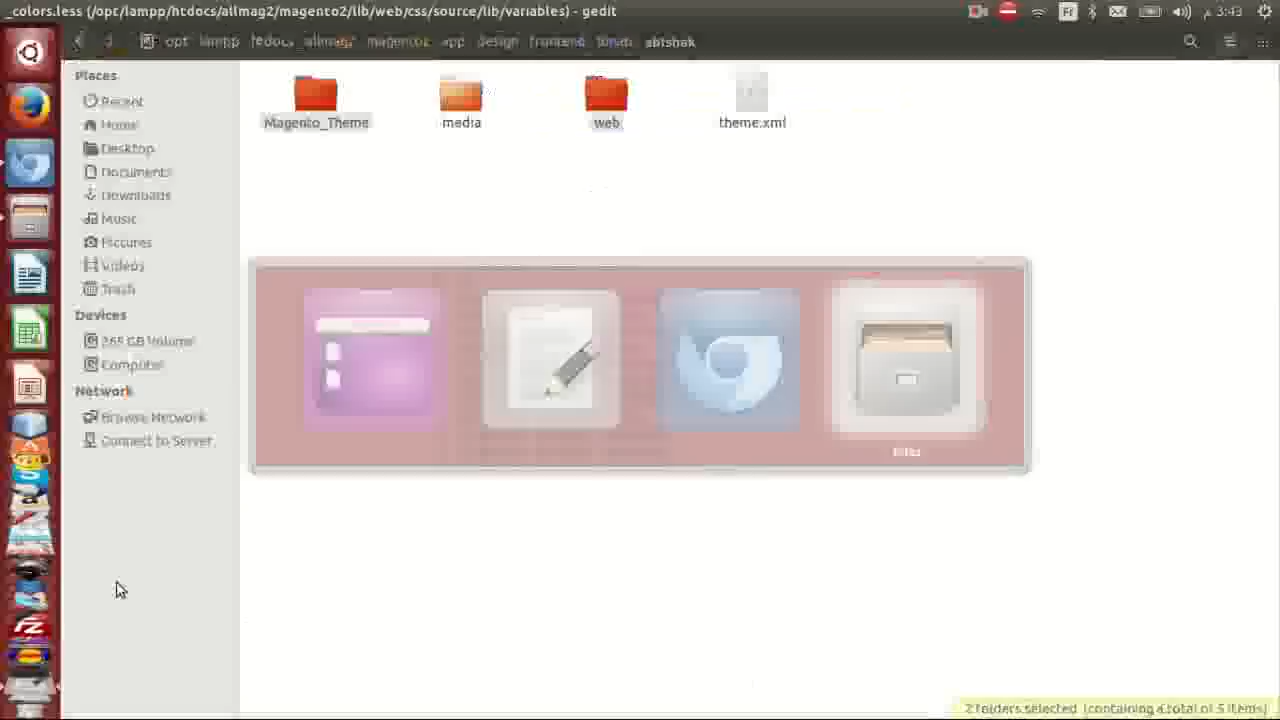 _colors.less (/opt/lampp/htdocs/allmag2/magento2/lib/web/css/source/lib/variables) - gedit
Fi
3:43
opt lampp htdocs allmag2 magento2 app design frontend
Places
Recent
Home
Desktop
Documents
Downloads
Music
Pictures
Videos
Trash
Devices
265 GB Volume
Computer
Network
Browse Network
Connect to Server
Magento_Theme
media
web
theme.xml
Files
2 folders selected (containing a total of 5 items)